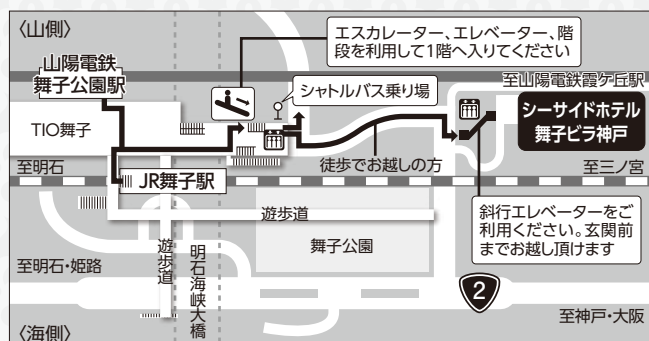 〈山側〉
エスカレーター、エレベーター、階
段を利用して1階へ入りてください
山陽電鉄
舞子公園駅
至山陽電鉄霞ケ丘駅
シャトルバス乗り場
シーサイドホテル
舞子ビラ神戸
TIO舞子
至明石
徒歩でお越しの方
至三ノ宮
JR舞子駅
遊歩道
斜行エレベーターをご
利用ください。玄関前
までお越し頂けます
舞子公園
遊歩道
明石海峡大橋
至明石・姫路
2
至神戸・大阪
〈海側〉